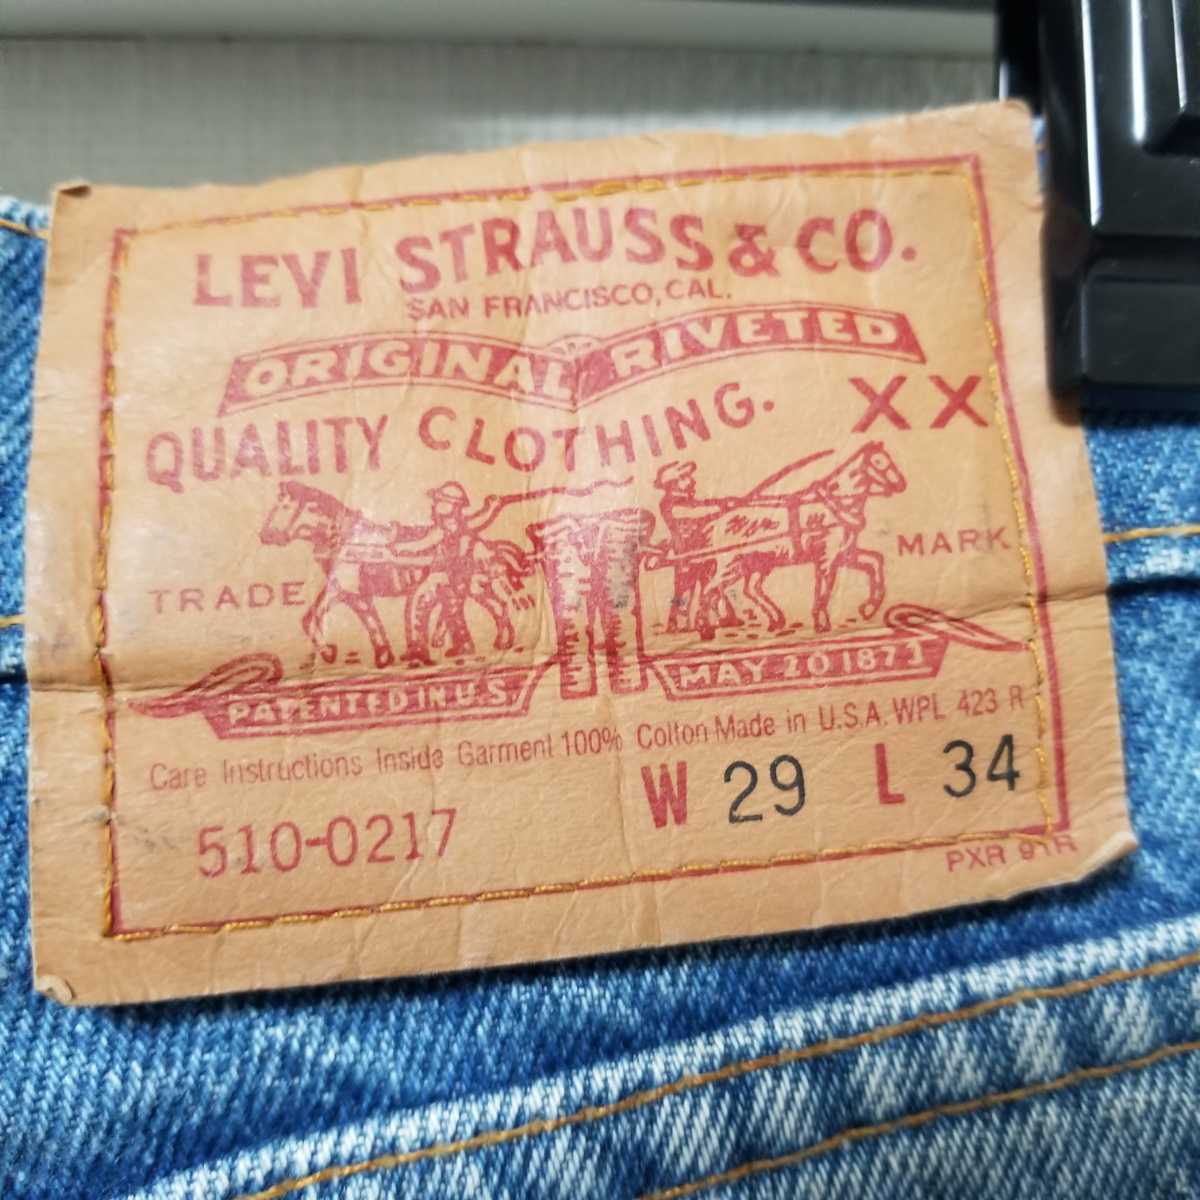 LEVI STRAUSS & CO.
SAN FRANCISCO, CAL.
ORIGINAL RIVETED
QUALITY CLOTHING. XX
TRADE MARK
PATENTED IN U.S. MAY 20 1873
Care Instructions Inside Garment 100% Cotton Made in U.S.A. WPL 423 R
510-0217 W 29 L 34
PXR 91R